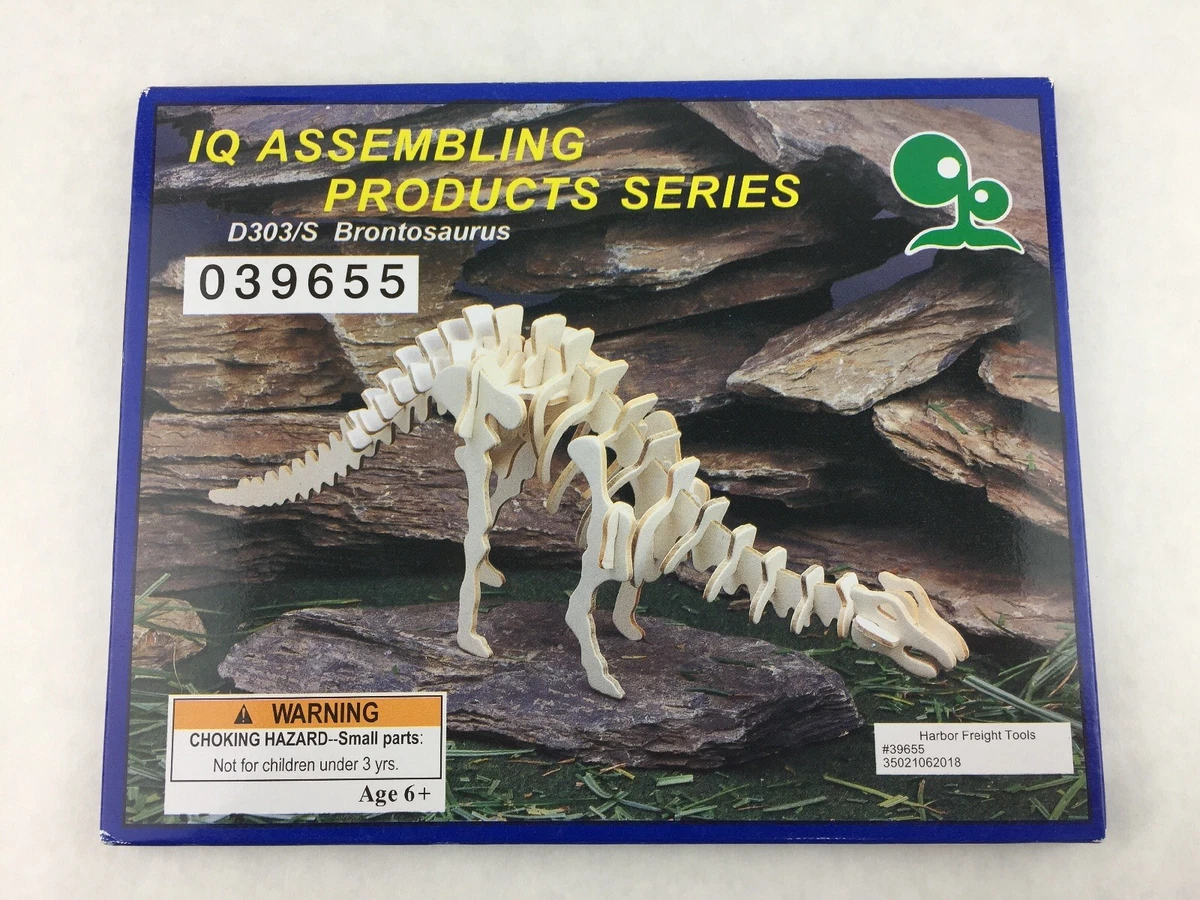 IQ ASSEMBLING
PRODUCTS SERIES
D303/S Brontosaurus
039655
WARNING
CHOKING HAZARD--Small parts:
Not for children under 3 yrs.
Age 6+
Harbor Freight Tools
#39655
35021062018